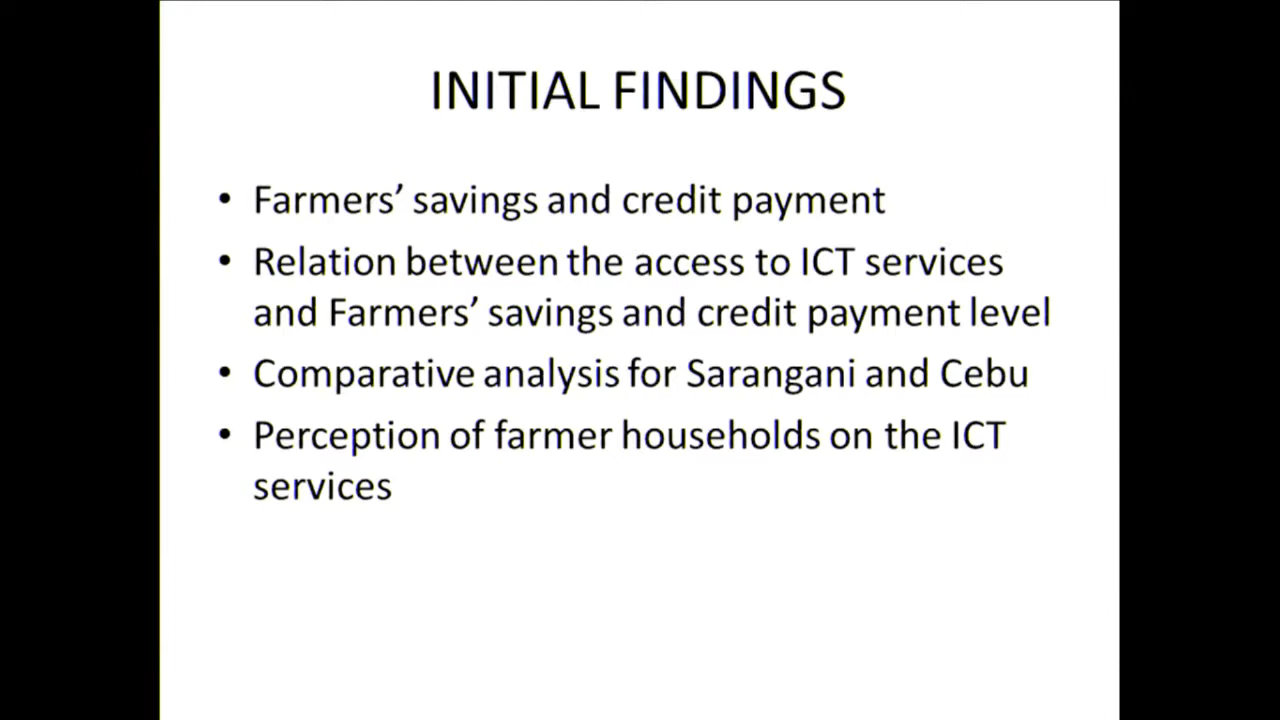 INITIAL FINDINGS
• Farmers’ savings and credit payment
• Relation between the access to ICT services
and Farmers’ savings and credit payment level
• Comparative analysis for Sarangani and Cebu
• Perception of farmer households on the ICT
services